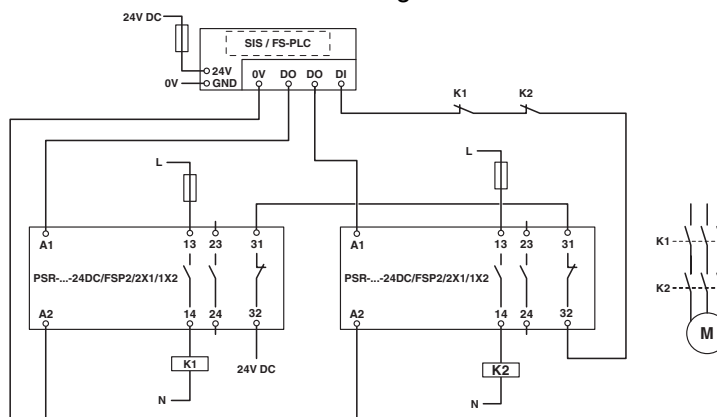 24V DC
SIS / FS-PLC
24V
0V GND
0V DO DO DI
K1 K2
L L
A1 13 23 31 A1 13 23 31
PSR-...-24DC/FSP2/2X1/1X2 PSR-...-24DC/FSP2/2X1/1X2
K1
K2
A2 14 24 32 A2 14 24 32
M
K1 24V DC K2
N N